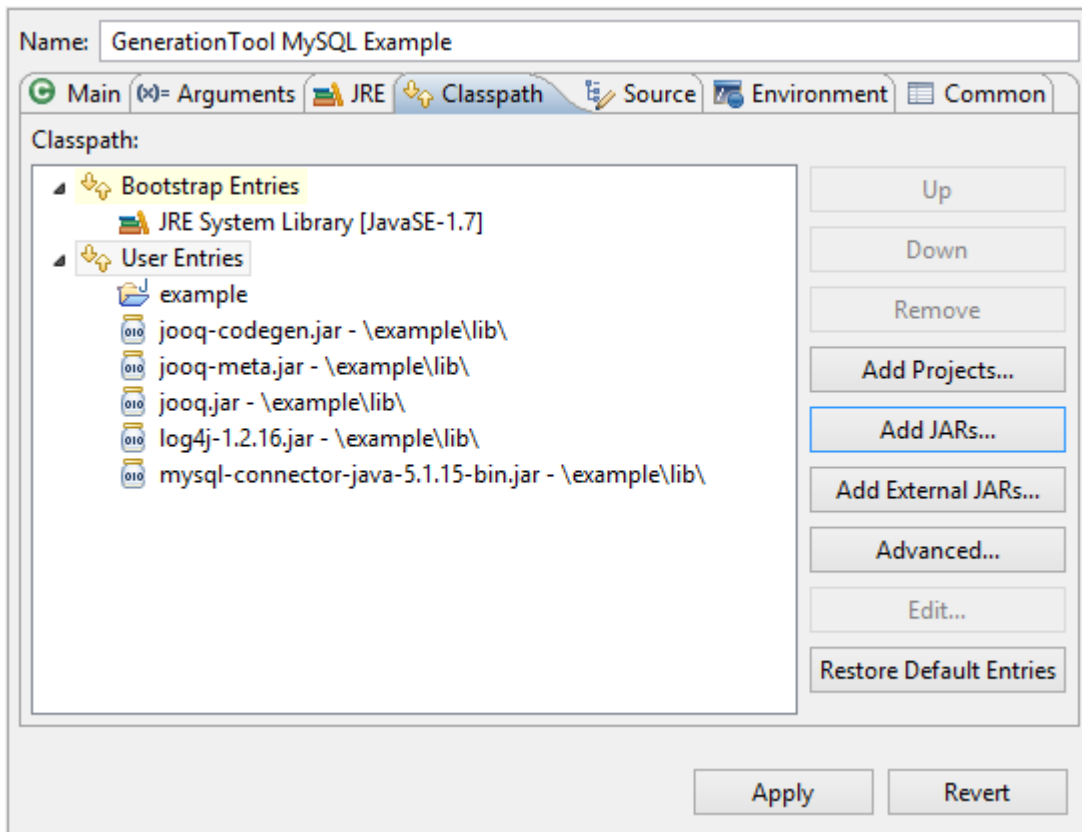 Name: GenerationTool MySQL Example
Main (x)= Arguments JRE Classpath Source Environment Common
Classpath:
Bootstrap Entries
JRE System Library [JavaSE-1.7]
User Entries
example
jooq-codegen.jar - \example\lib\
jooq-meta.jar - \example\lib\
jooq.jar - \example\lib\
log4j-1.2.16.jar - \example\lib\
mysql-connector-java-5.1.15-bin.jar - \example\lib\
Up
Down
Remove
Add Projects...
Add JARs...
Add External JARs...
Advanced...
Edit...
Restore Default Entries
Apply Revert